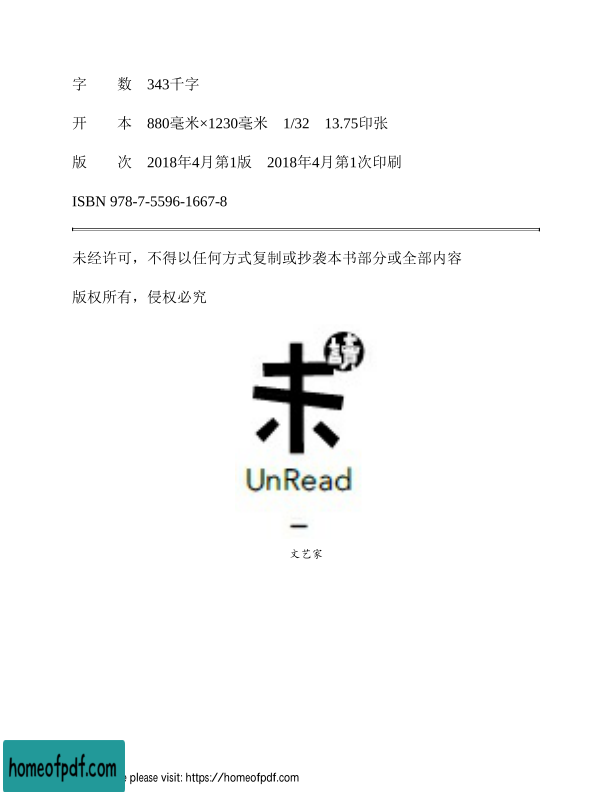 字　　数　343千字
开　　本　880毫米×1230毫米　1/32　13.75印张
版　　次　2018年4月第1版　2018年4月第1次印刷
ISBN 978-7-5596-1667-8
未经许可，不得以任何方式复制或抄袭本书部分或全部内容
版权所有，侵权必究
未讀
UnRead
文艺家
homeofpdf.com
e please visit: https://homeofpdf.com